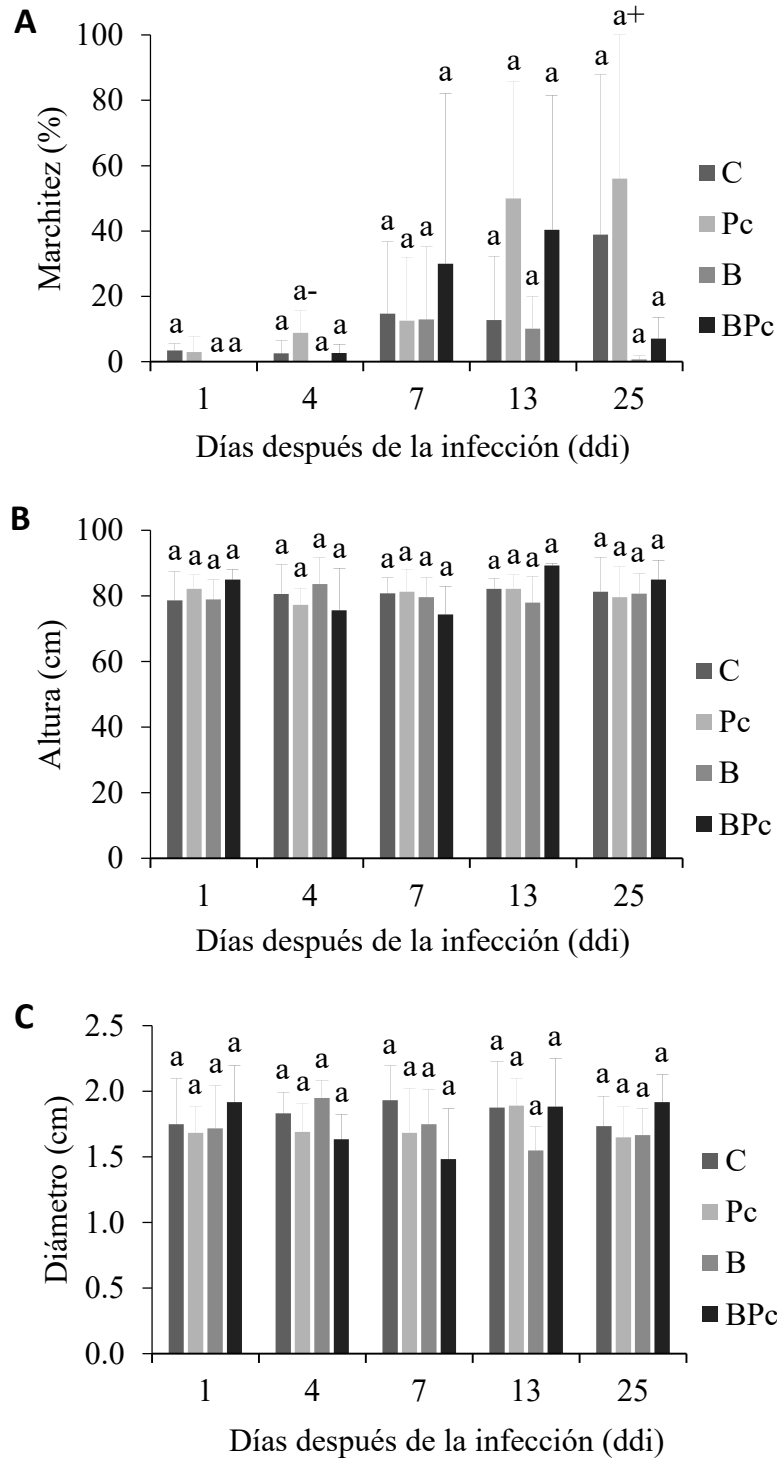 A
Marchitez (%)
100
80
60
40
20
0
a a a
a a- a a
a a a a
a a a a
a a+ a a
1 4 7 13 25
Días después de la infección (ddi)
C
Pc
B
BPc
B
Altura (cm)
100
80
60
40
20
0
a a a a
a a a a
a a a a
a a a a
a a a a
1 4 7 13 25
Días después de la infección (ddi)
C
Pc
B
BPc
C
Diámetro (cm)
2.5
2.0
1.5
1.0
0.5
0.0
a a a a
a a a a
a a a a
a a a a
a a a a
1 4 7 13 25
Días después de la infección (ddi)
C
Pc
B
BPc